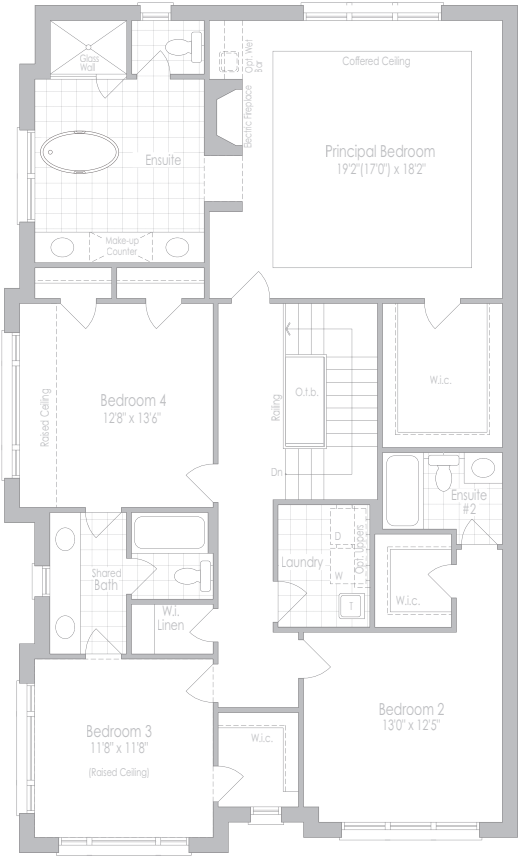 Glass
Wall
Opt. Wet
Bar
Coffered Ceiling
Electric Fireplace
Principal Bedroom
19'2"(17'0") x 18'2"
Ensuite
Make-up
Counter
W.i.c.
Raised Ceiling
Bedroom 4
12'8" x 13'6"
Railing
O.t.b.
Dn
Ensuite
#2
Shared
Bath
Laundry
D
Opt. Uppers
W
T
W.i.c.
W.i.
Linen
Bedroom 2
13'0" x 12'5"
Bedroom 3
11'8" x 11'8"
(Raised Ceiling)
W.i.c.